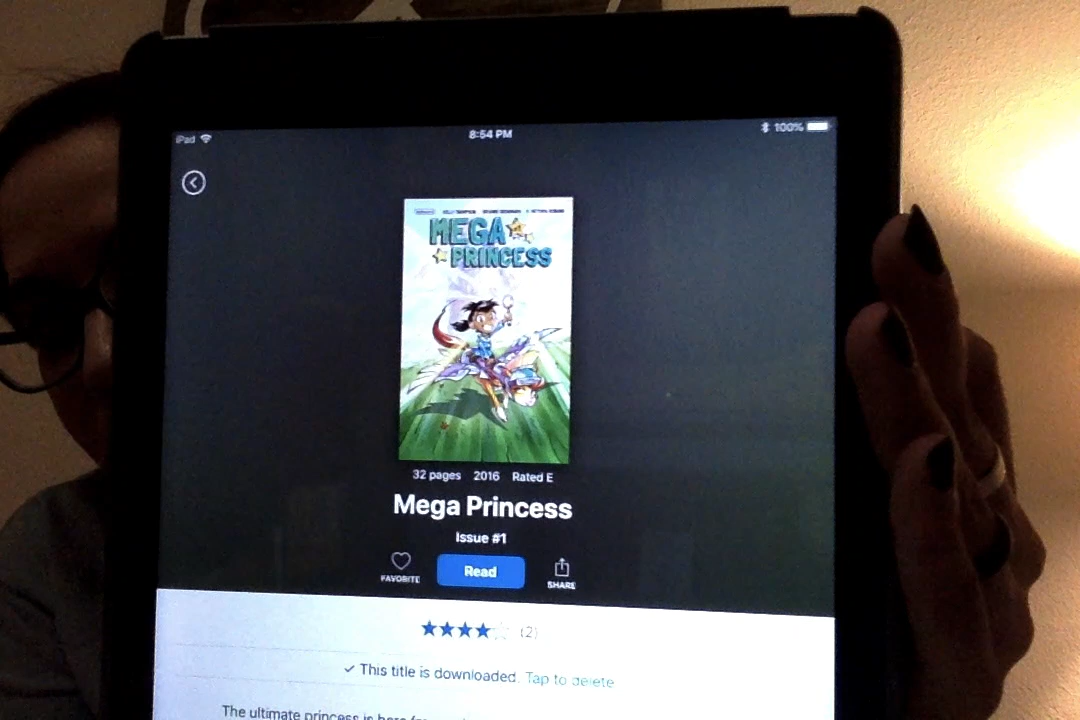 iPad
8:54 PM
100%
MEGA
PRINCESS
32 pages 2016 Rated E
Mega Princess
Issue #1
FAVORITE
Read
SHARE
(2)
This title is downloaded. Tap to delete
The ultimate princess is here